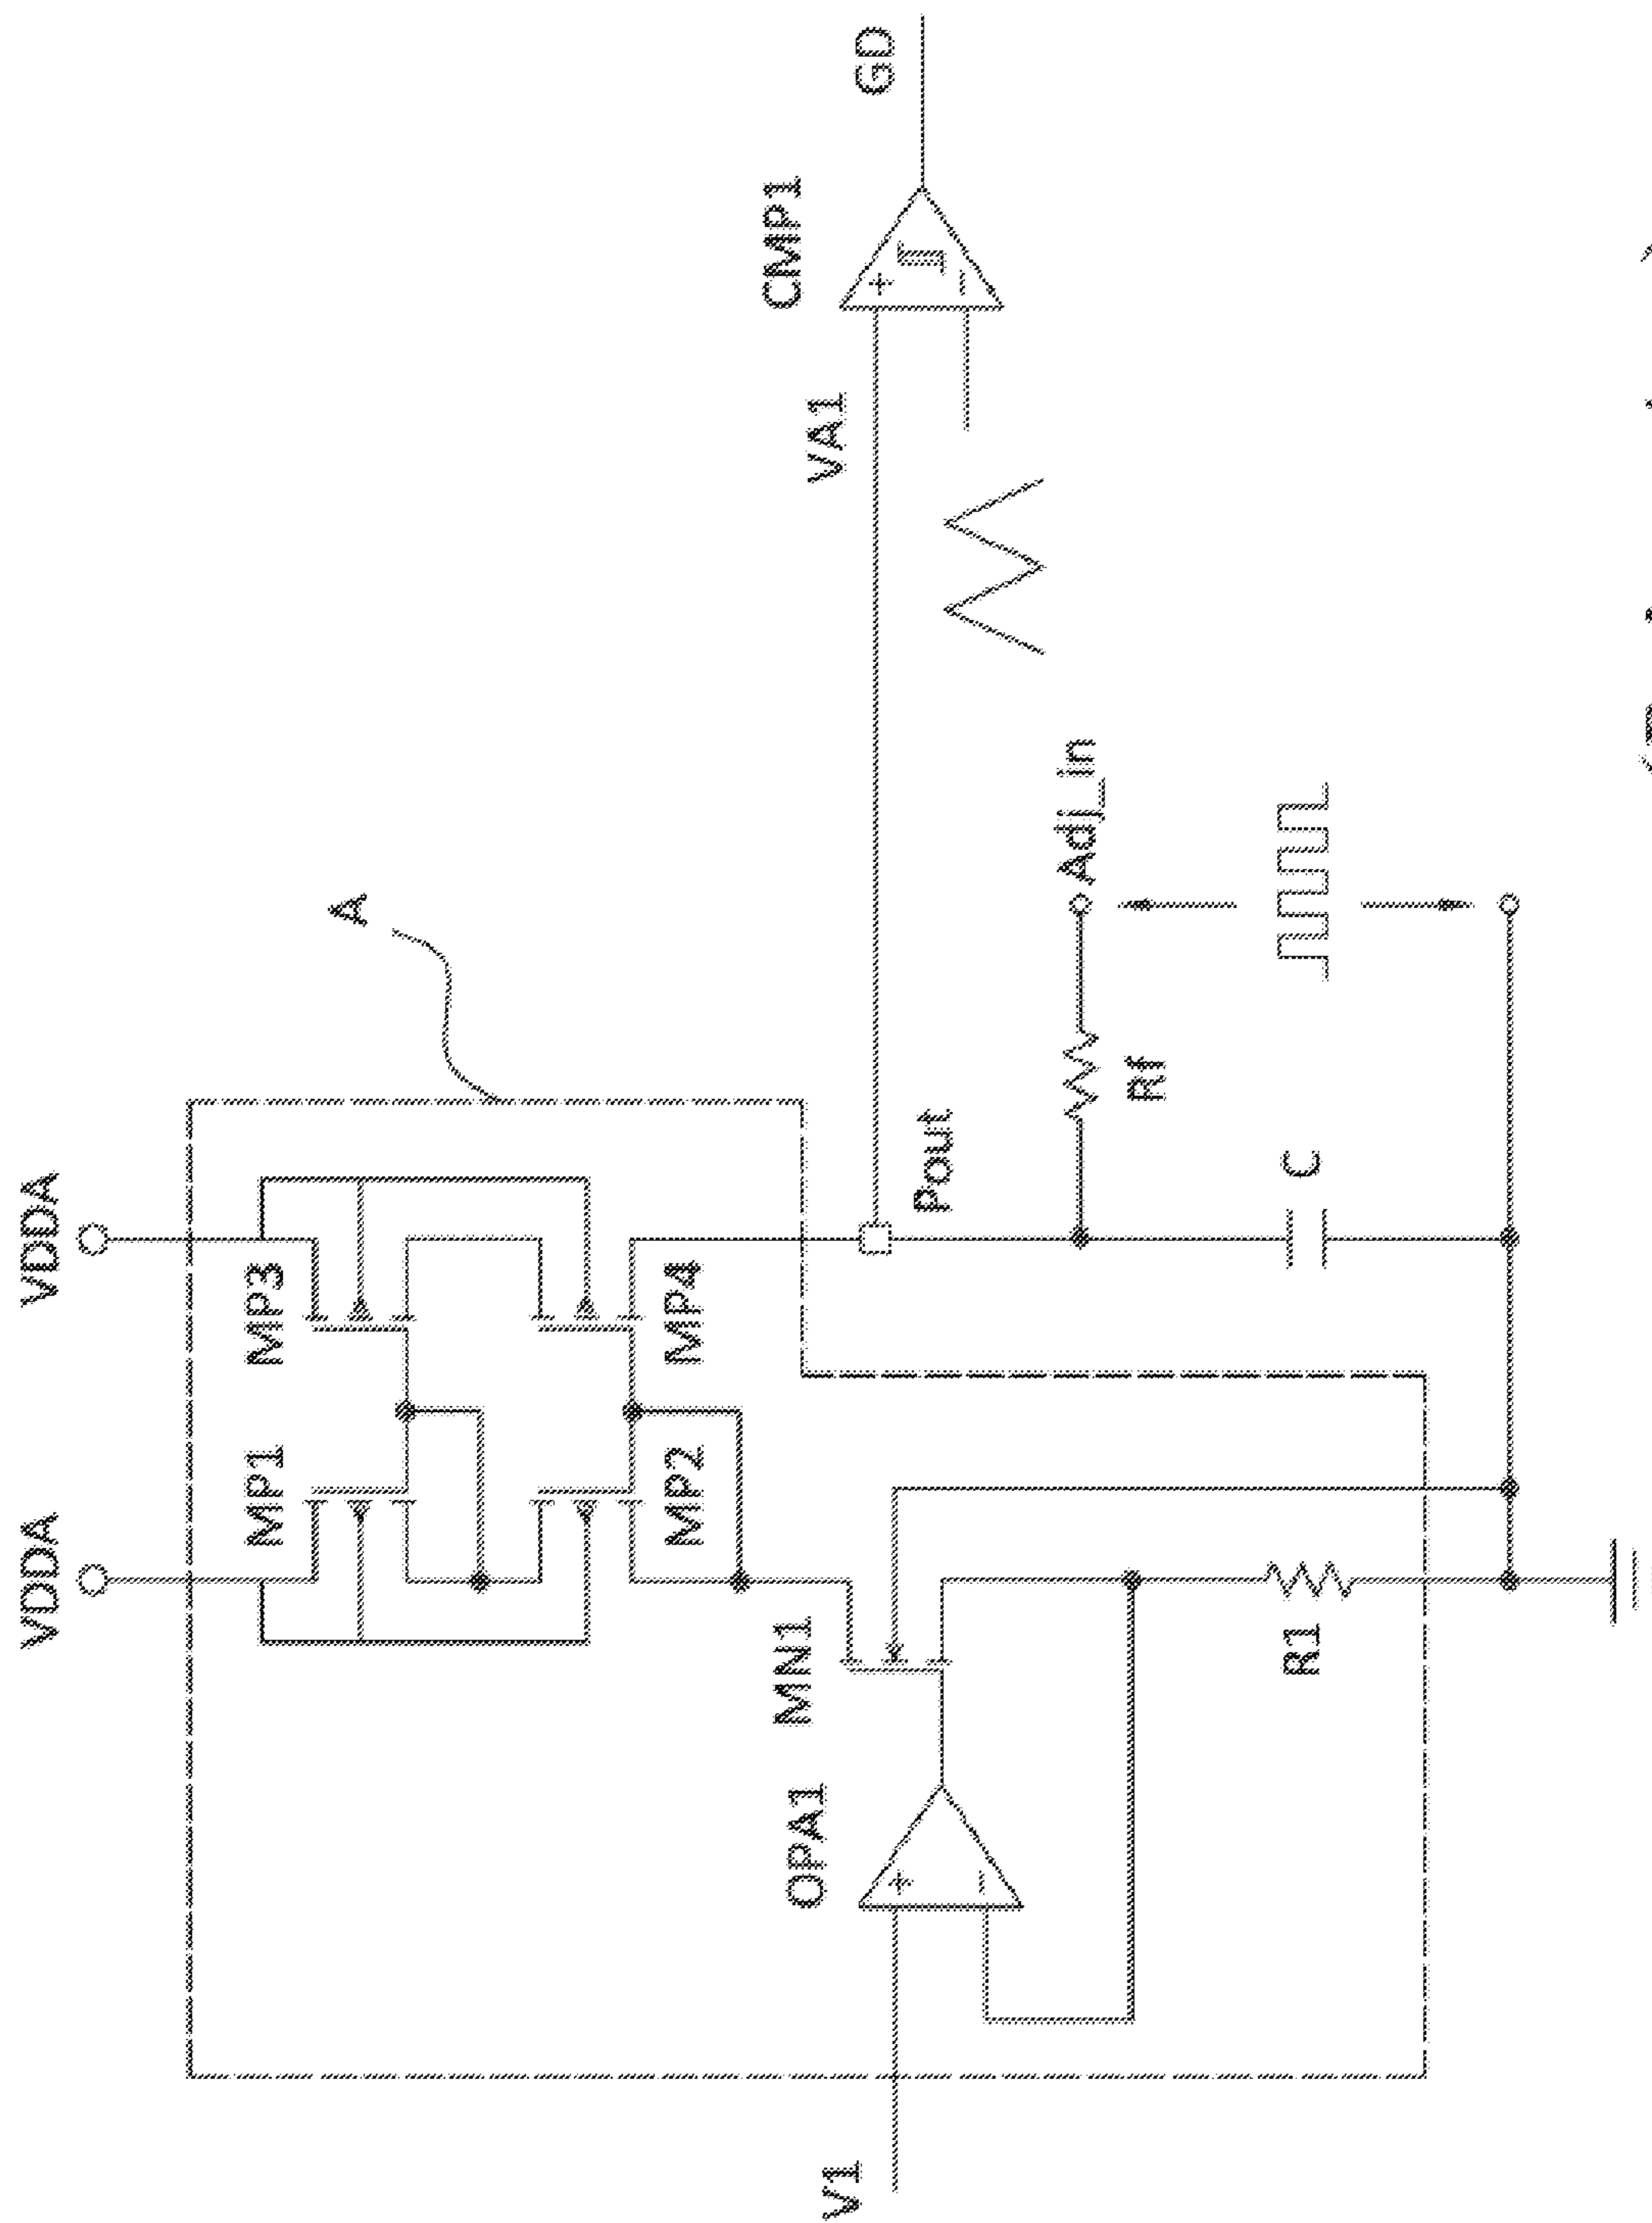 VDDA
VDDA
A
MP1
MP3
MP2
MP4
MN1
OPA1
V1
R1
Pout
C
Rf
Adj_in
VA1
CMP1
GD
+
−
+
−